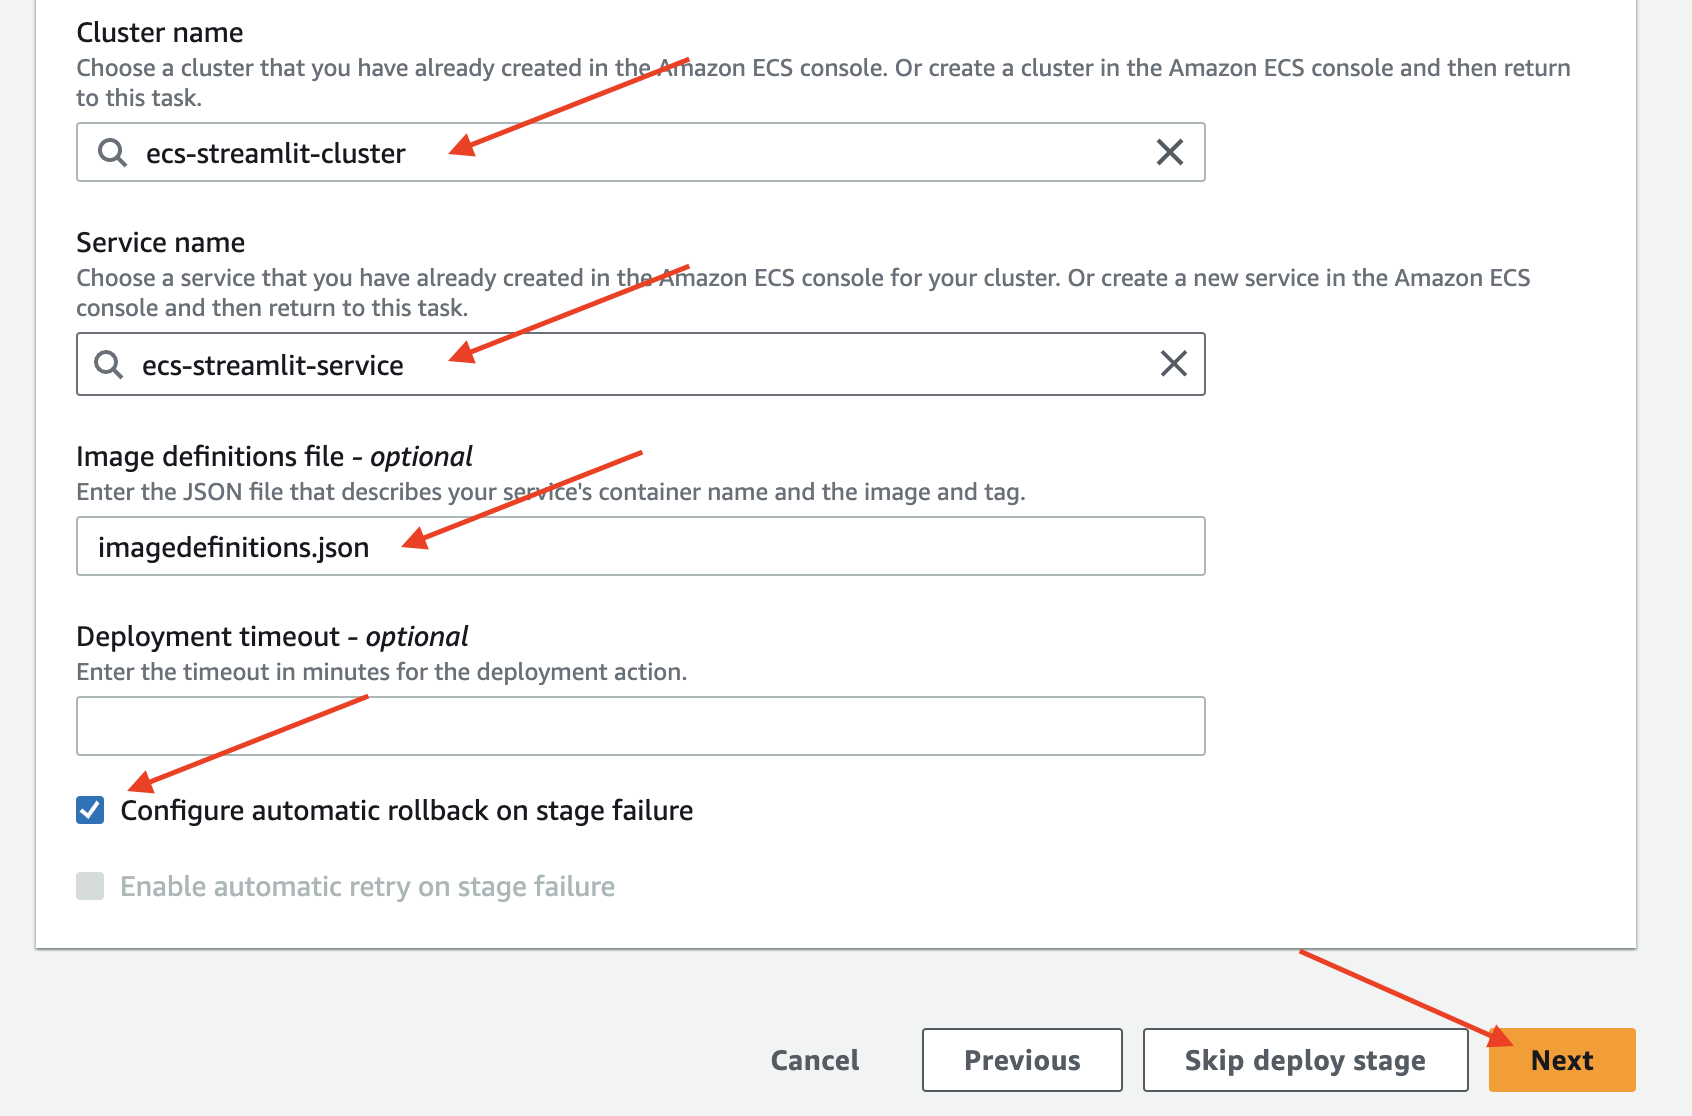 Cluster name
Choose a cluster that you have already created in the Amazon ECS console. Or create a cluster in the Amazon ECS console and then return
to this task.
ecs-streamlit-cluster
Service name
Choose a service that you have already created in the Amazon ECS console for your cluster. Or create a new service in the Amazon ECS
console and then return to this task.
ecs-streamlit-service
Image definitions file - optional
Enter the JSON file that describes your service's container name and the image and tag.
imagedefinitions.json
Deployment timeout - optional
Enter the timeout in minutes for the deployment action.
Configure automatic rollback on stage failure
Enable automatic retry on stage failure
Cancel Previous Skip deploy stage Next